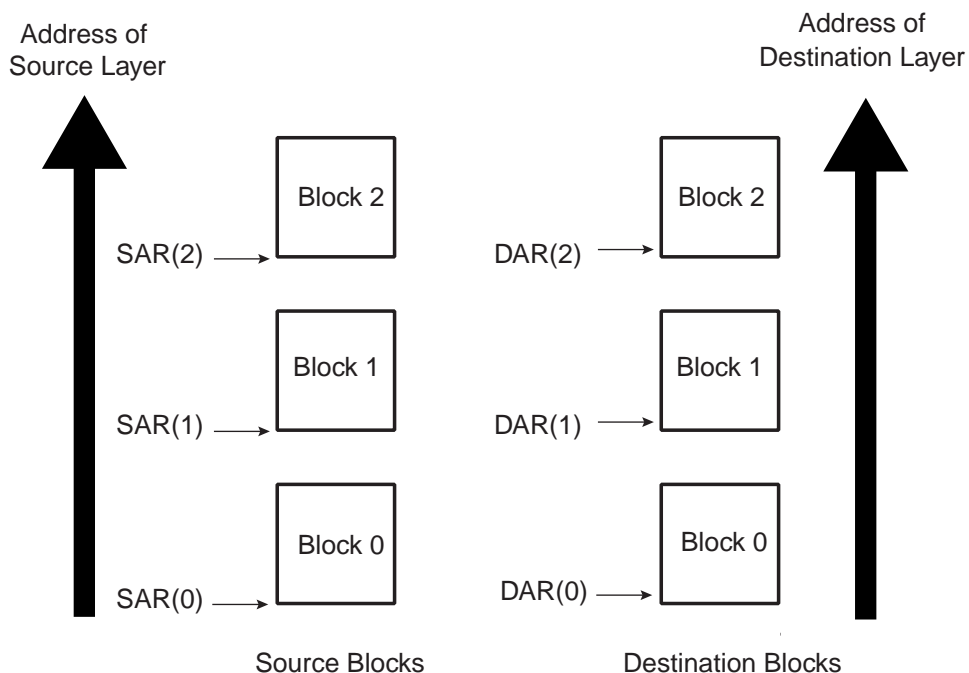 Address of
Source Layer
Address of
Destination Layer
Block 2
Block 2
SAR(2)
DAR(2)
Block 1
Block 1
SAR(1)
DAR(1)
Block 0
Block 0
SAR(0)
DAR(0)
Source Blocks
Destination Blocks